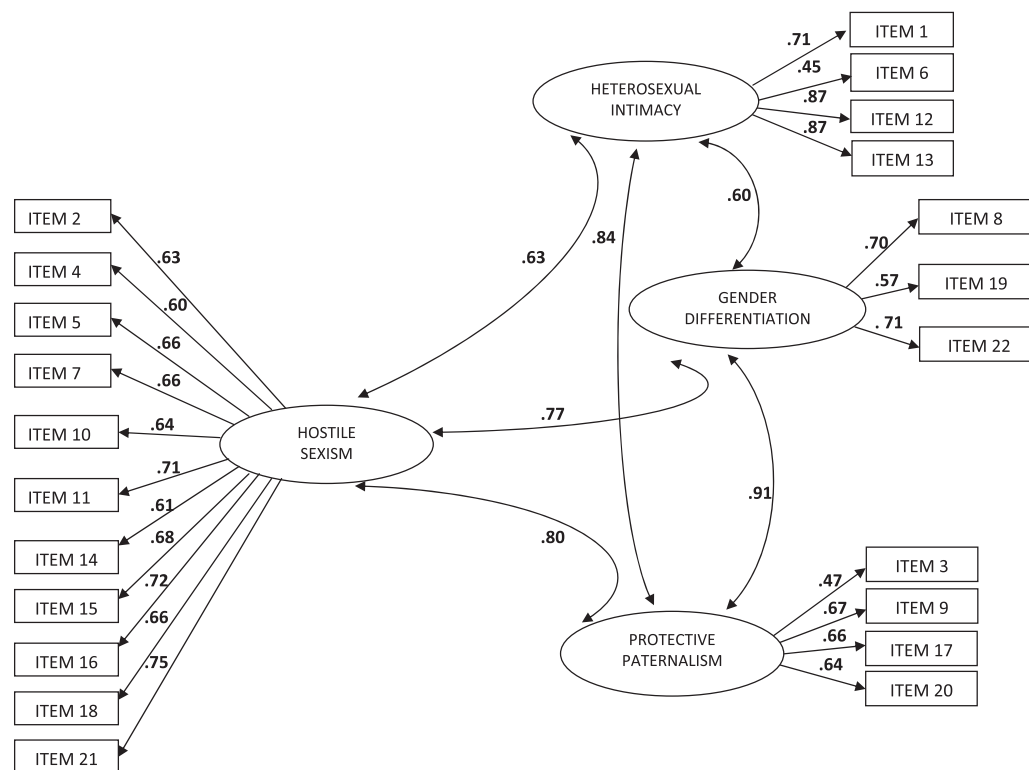 .71
ITEM 1
.45
ITEM 6
HETEROSEXUAL
INTIMACY
.87
ITEM 12
.87
ITEM 13
.60
ITEM 2
.63
ITEM 4
.60
ITEM 5
.66
ITEM 7
.66
ITEM 10
.64
ITEM 11
.71
ITEM 14
.61
ITEM 15
.68
ITEM 16
.72
ITEM 18
.66
ITEM 21
.75
HOSTILE
SEXISM
.63
.84
.77
.80
.91
GENDER
DIFFERENTIATION
.70
ITEM 8
.57
ITEM 19
. 71
ITEM 22
PROTECTIVE
PATERNALISM
.47
ITEM 3
.67
ITEM 9
.66
ITEM 17
.64
ITEM 20